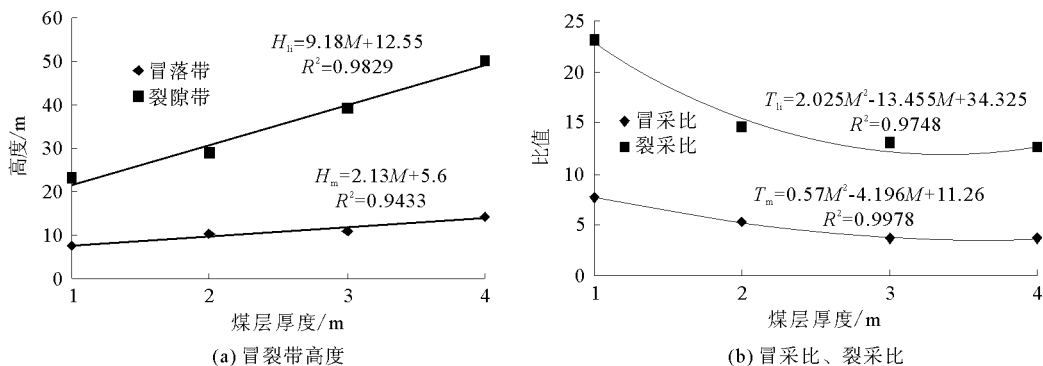 60
50
40
30
20
10
0
高度/m
冒落带
裂隙带
H_li=9.18M+12.55
R²=0.9829
H_m=2.13M+5.6
R²=0.9433
1 2 3 4
煤层厚度/m
(a) 冒裂带高度
25
20
15
10
5
0
比值
T_li=2.025M²-13.455M+34.325
R²=0.9748
冒采比
裂采比
T_m=0.57M²-4.196M+11.26
R²=0.9978
1 2 3 4
煤层厚度/m
(b) 冒采比、裂采比